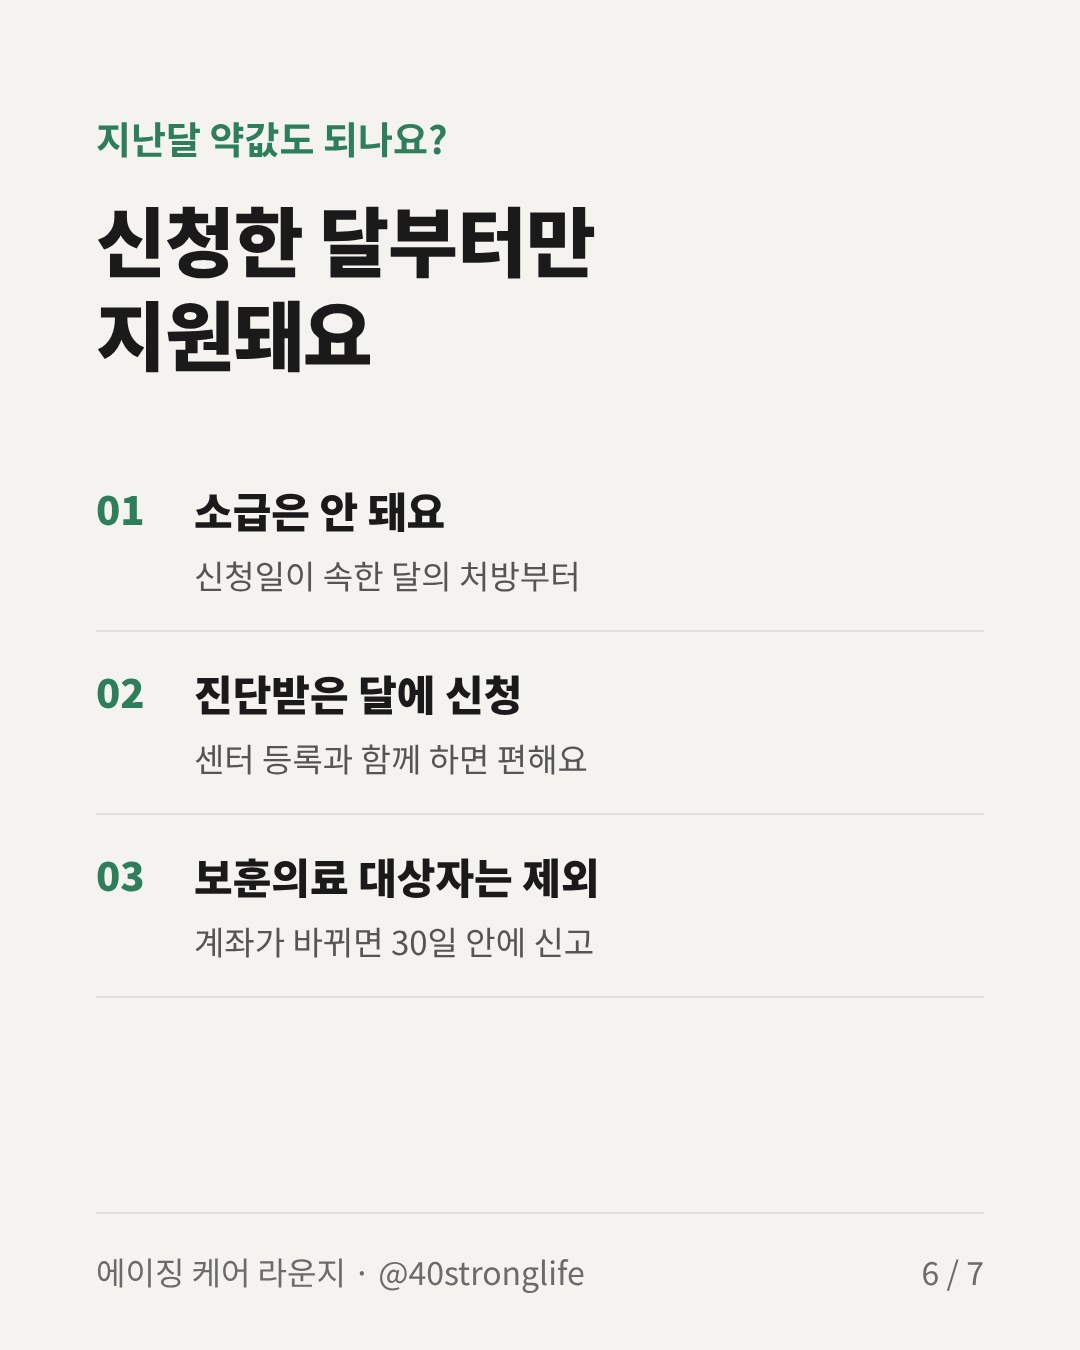 지난달 약값도 되나요?
신청한 달부터만
지원돼요
01 소급은 안 돼요
신청일이 속한 달의 처방부터
02 진단받은 달에 신청
센터 등록과 함께 하면 편해요
03 보훈의료 대상자는 제외
계좌가 바뀌면 30일 안에 신고
에이징 케어 라운지 · @40stronglife
6 / 7